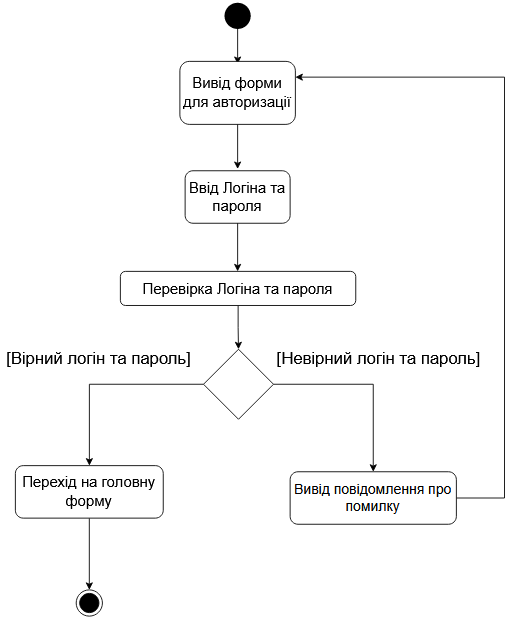 Вивід форми
для авторизації
Ввід Логіна та
пароля
Перевірка Логіна та пароля
[Вірний логін та пароль]
[Невірний логін та пароль]
Перехід на головну
форму
Вивід повідомлення про
помилку